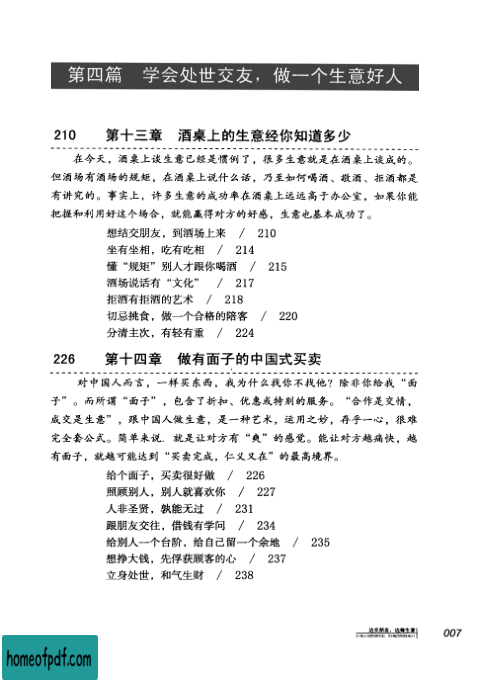 第四篇 学会处世交友，做一个生意好人
210 第十三章 酒桌上的生意经你知道多少
在今天，酒桌上谈生意已经是惯例了，很多生意就是在酒桌上谈成的。
但酒场有酒场的规矩，在酒桌上说什么话，乃至如何喝酒、敬酒、拒酒都是
有讲究的。事实上，许多生意的成功率在酒桌上远远高于办公室，如果你能
把握和利用好这个场合，就能赢得对方的好感，生意也基本成功了。
想结交朋友，到酒场上来 / 210
坐有坐相，吃有吃相 / 214
懂“规矩”别人才跟你喝酒 / 215
酒场说话有“文化” / 217
拒酒有拒酒的艺术 / 218
切忌挑食，做一个合格的陪客 / 220
分清主次，有轻有重 / 224
226 第十四章 做有面子的中国式买卖
对中国人而言，一样买东西，我为什么找你不找他？除非你给我“面
子”。而所谓“面子”，包含了折扣、优惠或特别的服务。“合作是交情，
成交是生意”，跟中国人做生意，是一种艺术，运用之妙，存乎一心，很难
完全套公式。简单来说．就是让对方有“爽”的感觉。能让对方越痛快，越
有面子，就越可能达到“买卖完成，仁义又在”的最高境界。
给个面子，买卖很好做 / 226
照顾别人，别人就喜欢你 / 227
人非圣贤，孰能无过 / 231
跟朋友交往，借钱有学问 / 234
给别人一个台阶，给自己留一个余地 / 235
想挣大钱，先俘获顾客的心 / 237
立身处世，和气生财 / 238
边交朋友，边做生意
007
homeofpdf.com